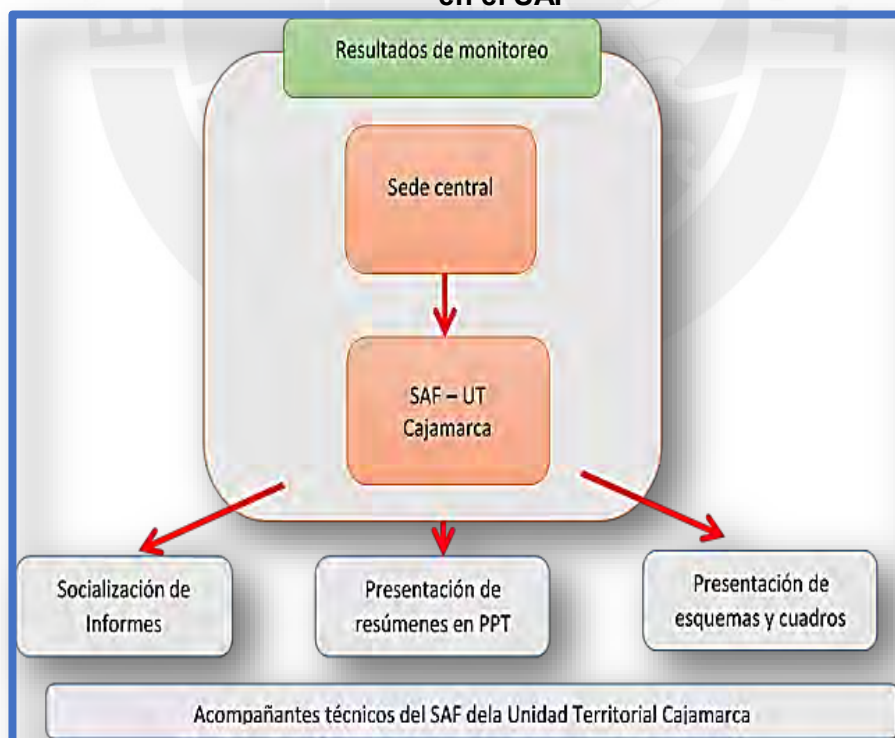 en el SAF
Resultados de monitoreo
Sede central
SAF – UT
Cajamarca
Socialización de
Informes
Presentación de
resúmenes en PPT
Presentación de
esquemas y cuadros
Acompañantes técnicos del SAF dela Unidad Territorial Cajamarca